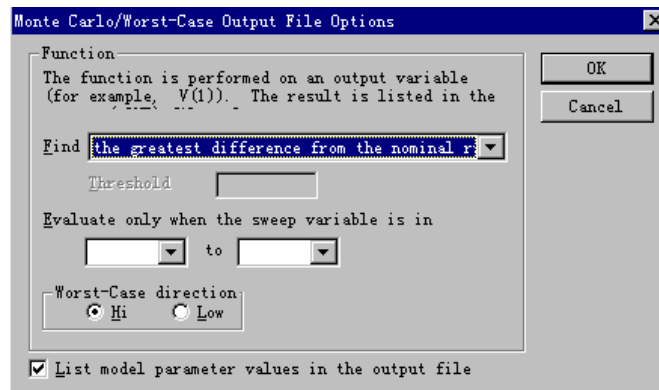 Monte Carlo/Worst-Case Output File Options
Function
The function is performed on an output variable
(for example, V(1)). The result is listed in the
OK
Cancel
Find the greatest difference from the nominal r
Threshold
Evaluate only when the sweep variable is in
to
Worst-Case direction
Hi Low
List model parameter values in the output file